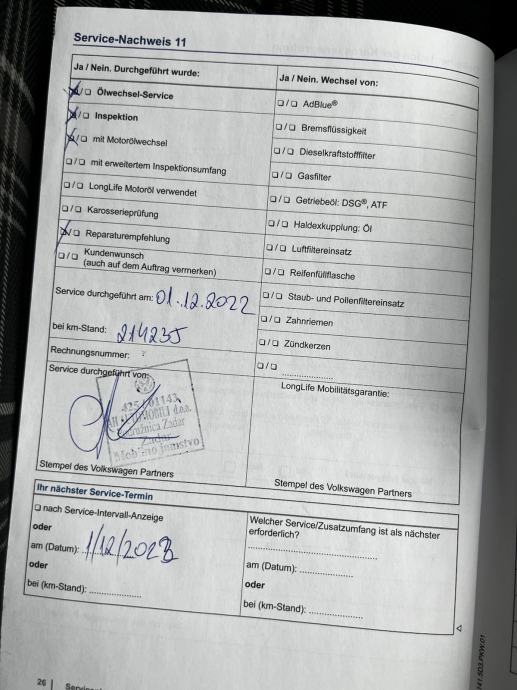 Service-Nachweis 11
Ja / Nein. Durchgeführt wurde:
☒/☐ Ölwechsel-Service
☒/☐ Inspektion
☒/☐ mit Motorölwechsel
☐/☐ mit erweitertem Inspektionsumfang
☐/☐ LongLife Motoröl verwendet
☐/☐ Karosserieprüfung
☒/☐ Reparaturempfehlung
☐/☐ Kundenwunsch
(auch auf dem Auftrag vermerken)
Service durchgeführt am: 01.12.2022
bei km-Stand: 214235
Rechnungsnummer:
Service durchgeführt von:
Zadar
Zadar
Stempel des Volkswagen Partners
Ja / Nein. Wechsel von:
☐/☐ AdBlue®
☐/☐ Bremsflüssigkeit
☐/☐ Dieselkraftstofffilter
☐/☐ Gasfilter
☐/☐ Getriebeöl: DSG®, ATF
☐/☐ Haldexkupplung: Öl
☐/☐ Luftfiltereinsatz
☐/☐ Reifenfüllflasche
☐/☐ Staub- und Pollenfiltereinsatz
☐/☐ Zahnriemen
☐/☐ Zündkerzen
☐/☐ ....................
LongLife Mobilitätsgarantie:
Stempel des Volkswagen Partners
Ihr nächster Service-Termin
☐ nach Service-Intervall-Anzeige
oder
am (Datum): 1/12/2023
oder
bei (km-Stand): ....................
Welcher Service/Zusatzumfang ist als nächster
erforderlich?
........................................
am (Datum): ....................
oder
bei (km-Stand): ....................
26